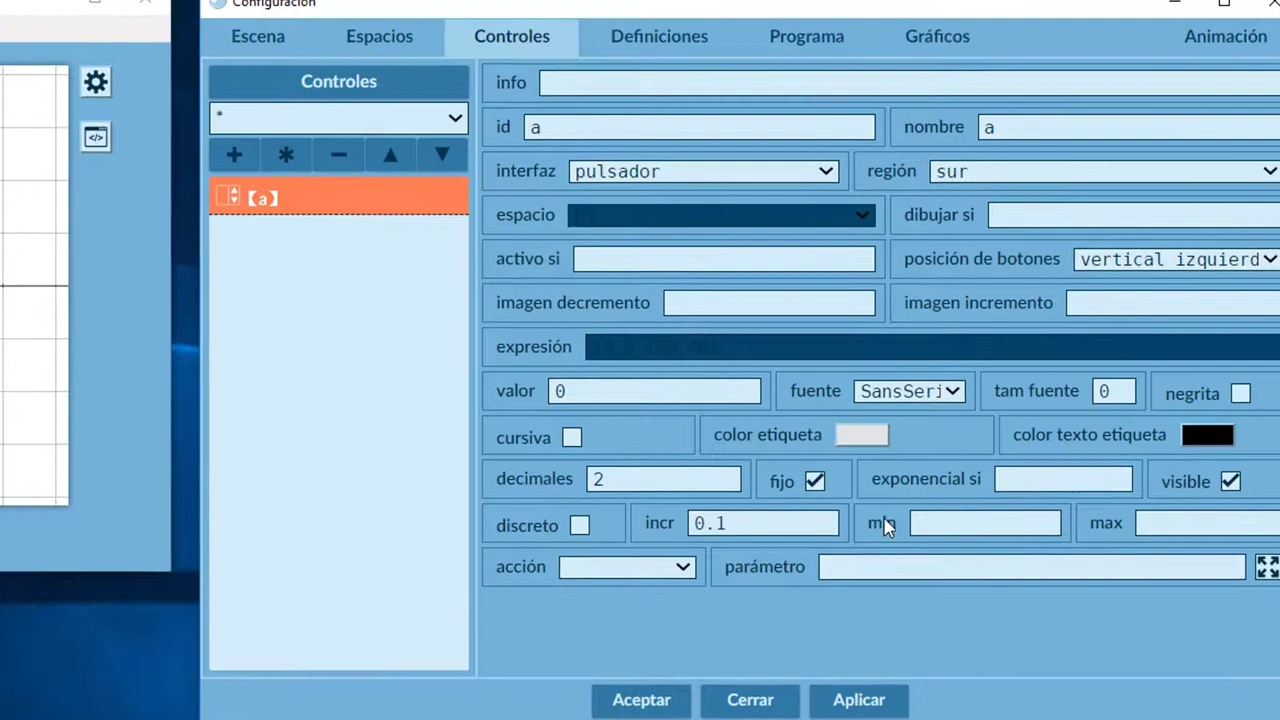 Configuración
Escena Espacios Controles Definiciones Programa Gráficos Animación
Controles
*
【a】
info
id a nombre a
interfaz pulsador región sur
espacio dibujar si
activo si posición de botones vertical izquierd
imagen decremento imagen incremento
expresión
valor 0 fuente SansSeri tam fuente 0 negrita
cursiva color etiqueta color texto etiqueta
decimales 2 fijo exponencial si visible
discreto incr 0.1 min max
acción parámetro
Aceptar Cerrar Aplicar